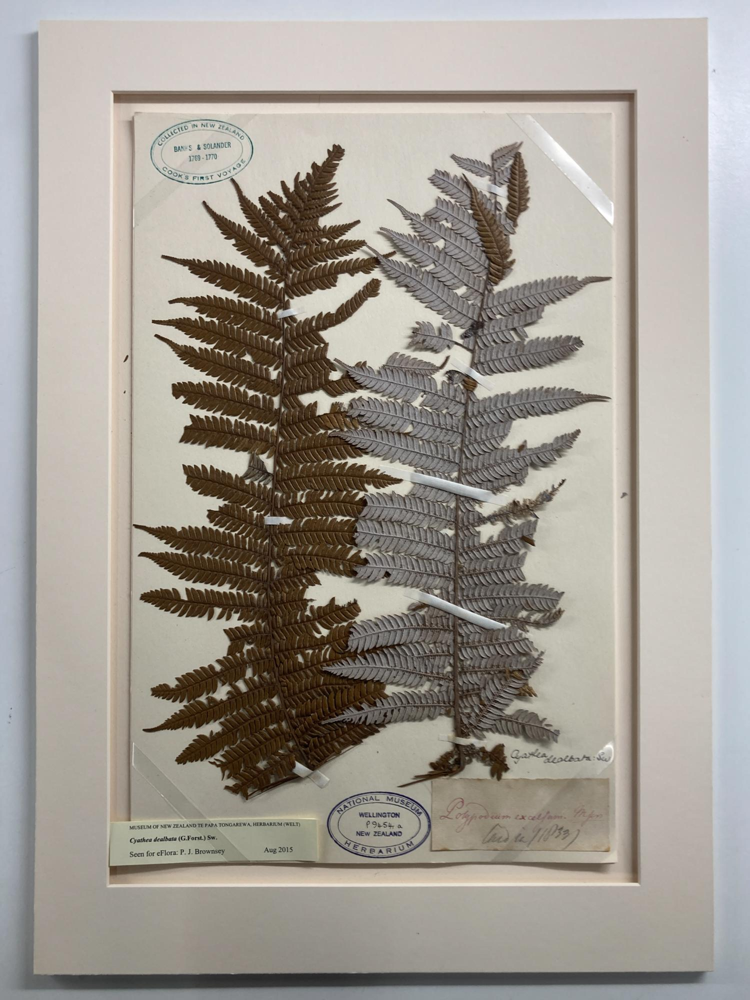 COLLECTED IN NEW ZEALAND
BANKS & SOLANDER
1769 - 1770
COOK'S FIRST VOYAGE
Cyathea
dealbata: Sw
Polypodium excelsum.
(1833)
NATIONAL MUSEUM
WELLINGTON
P9454 a
NEW ZEALAND
HERBARIUM
MUSEUM OF NEW ZEALAND TE PAPA TONGAREWA, HERBARIUM (WELT)
Cyathea dealbata (G.Forst.) Sw.
Seen for eFlora: P. J. Brownsey Aug 2015